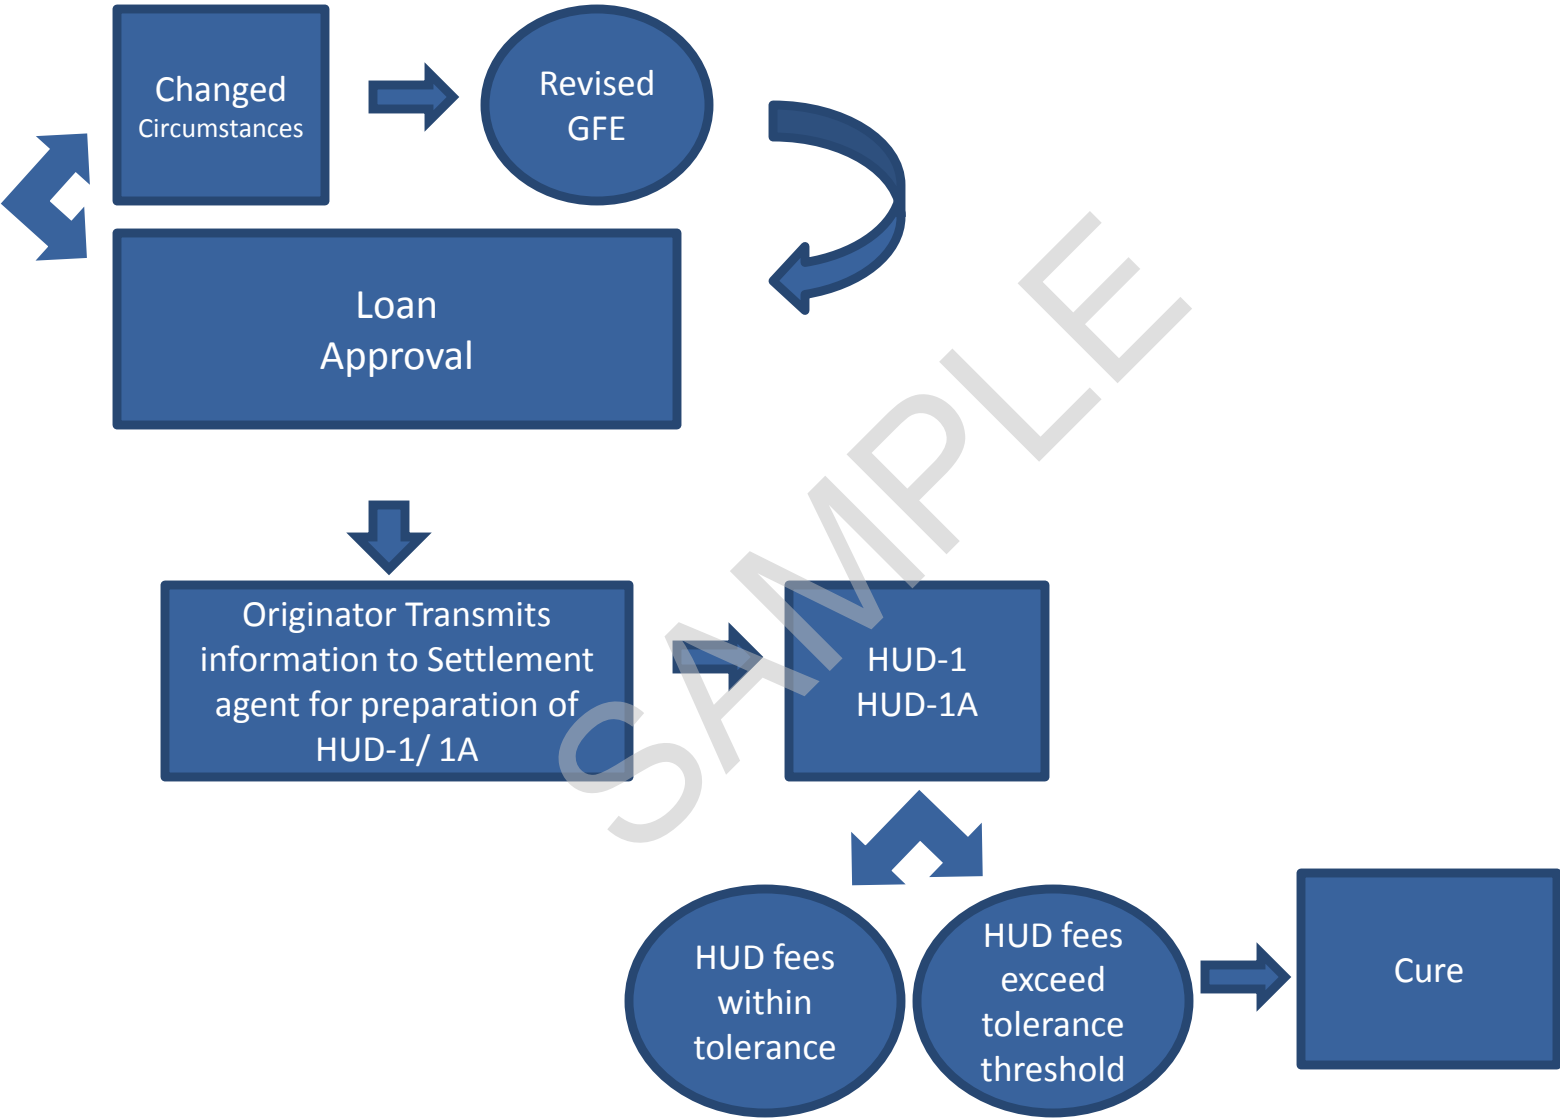 Changed
Circumstances
Revised
GFE
Loan
Approval
Originator Transmits
information to Settlement
agent for preparation of
HUD-1/ 1A
HUD-1
HUD-1A
SAMPLE
HUD fees
within
tolerance
HUD fees
exceed
tolerance
threshold
Cure